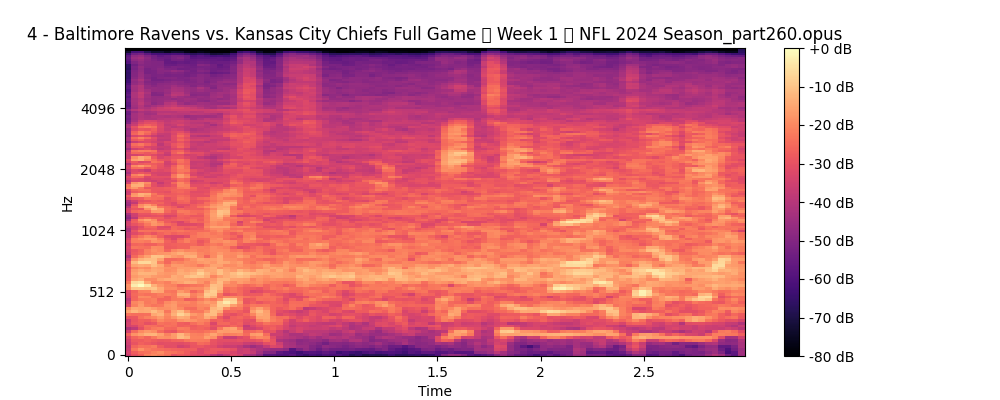 4 - Baltimore Ravens vs. Kansas City Chiefs Full Game ▯ Week 1 ▯ NFL 2024 Season_part260.opus
+0 dB
-10 dB
-20 dB
-30 dB
-40 dB
-50 dB
-60 dB
-70 dB
-80 dB
Hz
4096
2048
1024
512
0
0
0.5
1
1.5
2
2.5
Time